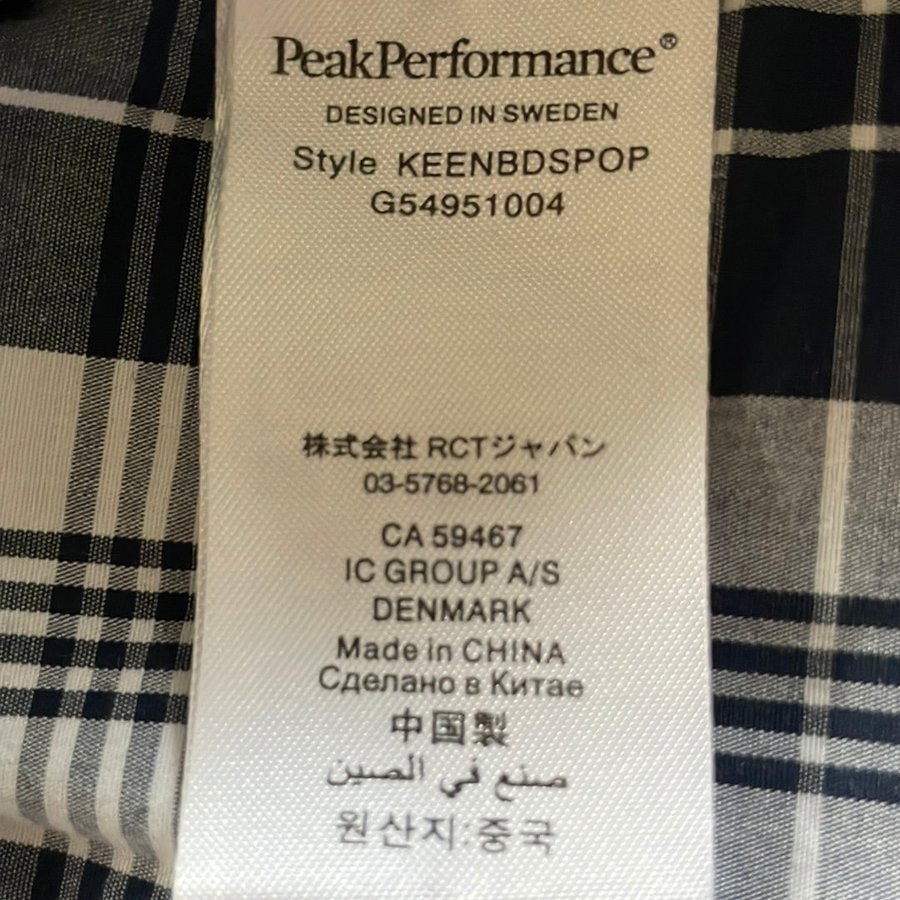 PeakPerformance®
DESIGNED IN SWEDEN
Style KEENBDSPOP
G54951004
株式会社 RCTジャパン
03-5768-2061
CA 59467
IC GROUP A/S
DENMARK
Made in CHINA
Сделано в Китае
中国製
صنع في الصين
원산지:중국